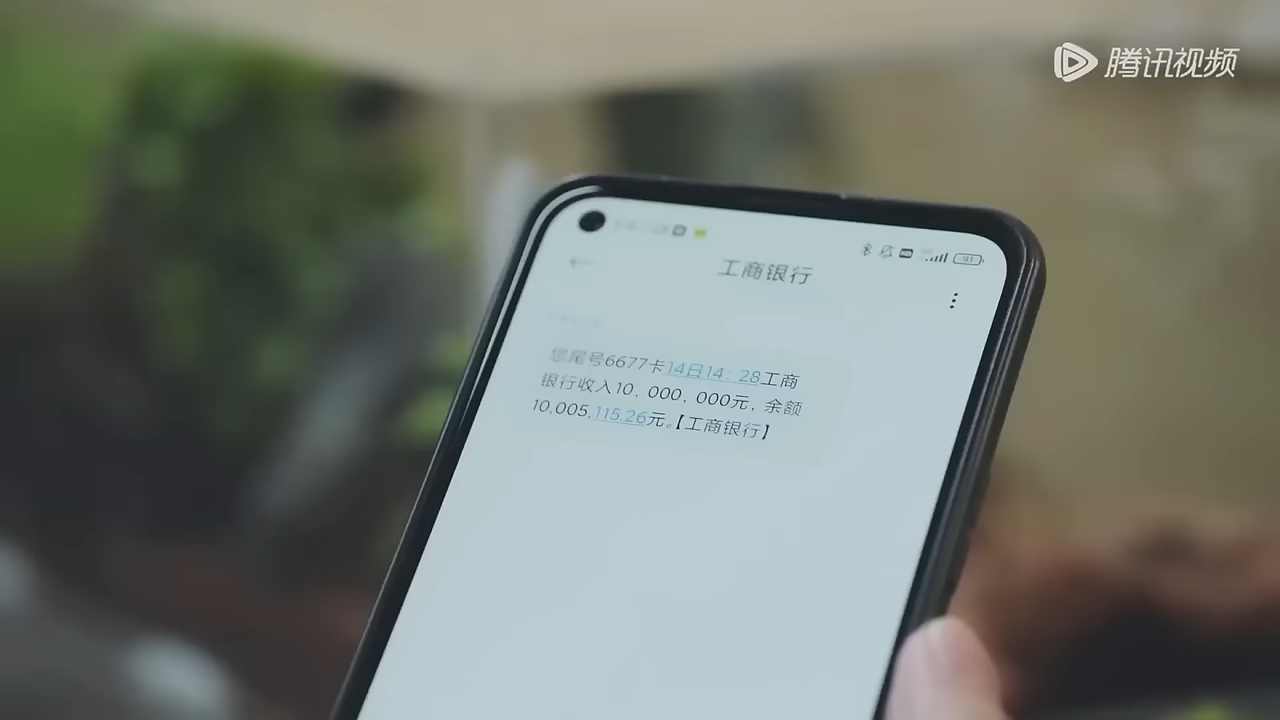 腾讯视频
91
工商银行
您尾号6677卡14日14：28工商
银行收入10，000，000元，余额
10,005,115.26元。【工商银行】